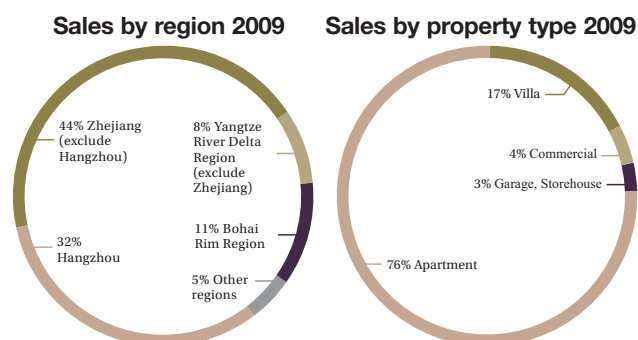 Sales by region 2009
44% Zhejiang
(exclude
Hangzhou)
8% Yangtze
River Delta
Region
(exclude
Zhejiang)
11% Bohai
Rim Region
5% Other
regions
32%
Hangzhou
Sales by property type 2009
17% Villa
4% Commercial
3% Garage, Storehouse
76% Apartment